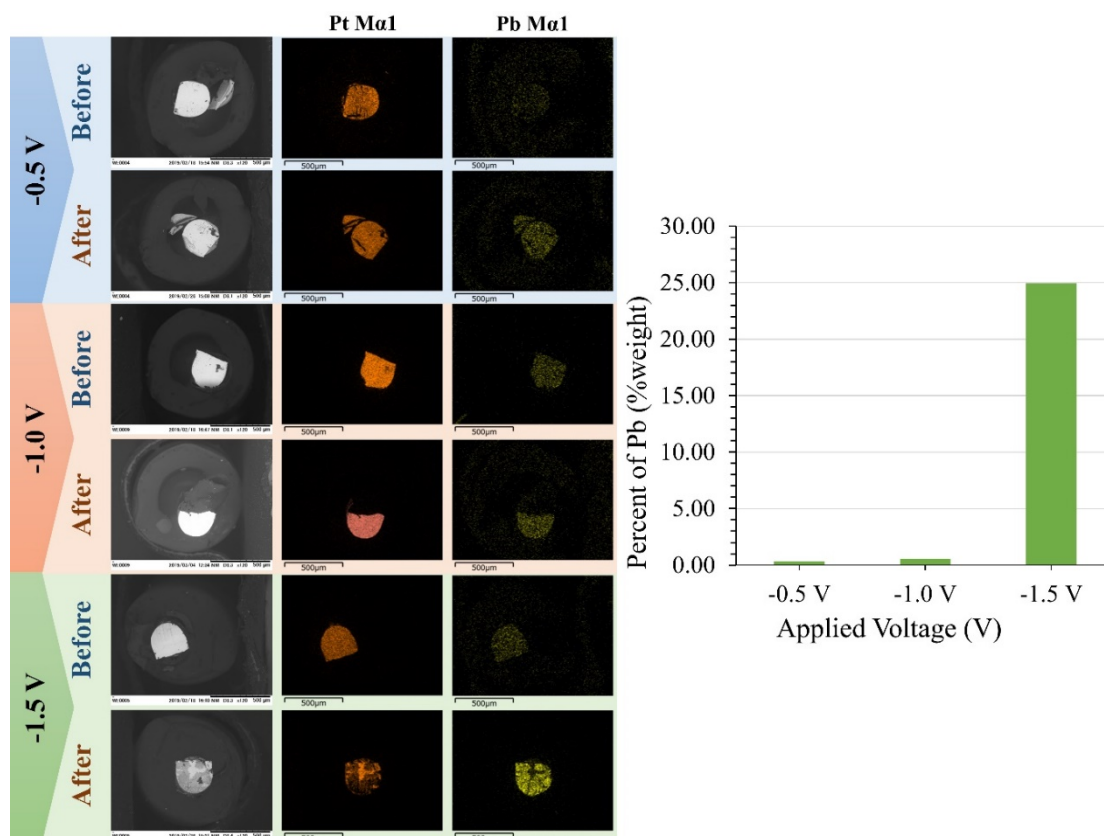 Pt Mα1 Pb Mα1
-0.5 V
Before
500µm 500µm
After
500µm 500µm
-1.0 V
Before
500µm 500µm
After
500µm 500µm
-1.5 V
Before
500µm 500µm
After
Percent of Pb (%weight)
30.00
25.00
20.00
15.00
10.00
5.00
0.00
-0.5 V -1.0 V -1.5 V
Applied Voltage (V)